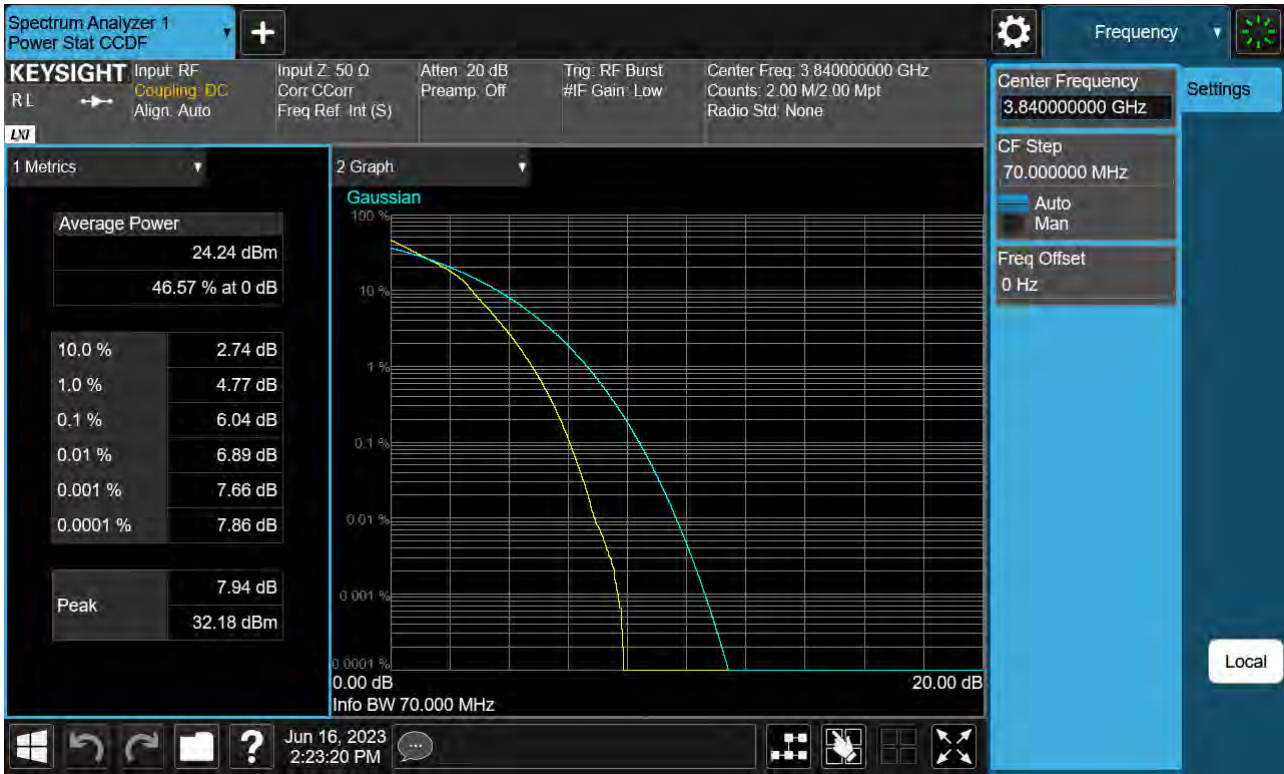 Spectrum Analyzer 1
Power Stat CCDF
Frequency
KEYSIGHT
RL
LXI
Input: RF
Coupling: DC
Align: Auto
Input Z: 50 Ω
Corr CCorr
Freq Ref: Int (S)
Atten: 20 dB
Preamp: Off
Trig: RF Burst
#IF Gain: Low
Center Freq: 3.840000000 GHz
Counts: 2.00 M/2.00 Mpt
Radio Std: None
Center Frequency
3.840000000 GHz
Settings
CF Step
70.000000 MHz
Auto
Man
Freq Offset
0 Hz
1 Metrics
Average Power
24.24 dBm
46.57 % at 0 dB
10.0 % 2.74 dB
1.0 % 4.77 dB
0.1 % 6.04 dB
0.01 % 6.89 dB
0.001 % 7.66 dB
0.0001 % 7.86 dB
Peak
7.94 dB
32.18 dBm
2 Graph
Gaussian
100 %
10 %
1 %
0.1 %
0.01 %
0.001 %
0.0001 %
0.00 dB 20.00 dB
Info BW 70.000 MHz
Local
?
Jun 16, 2023
2:23:20 PM